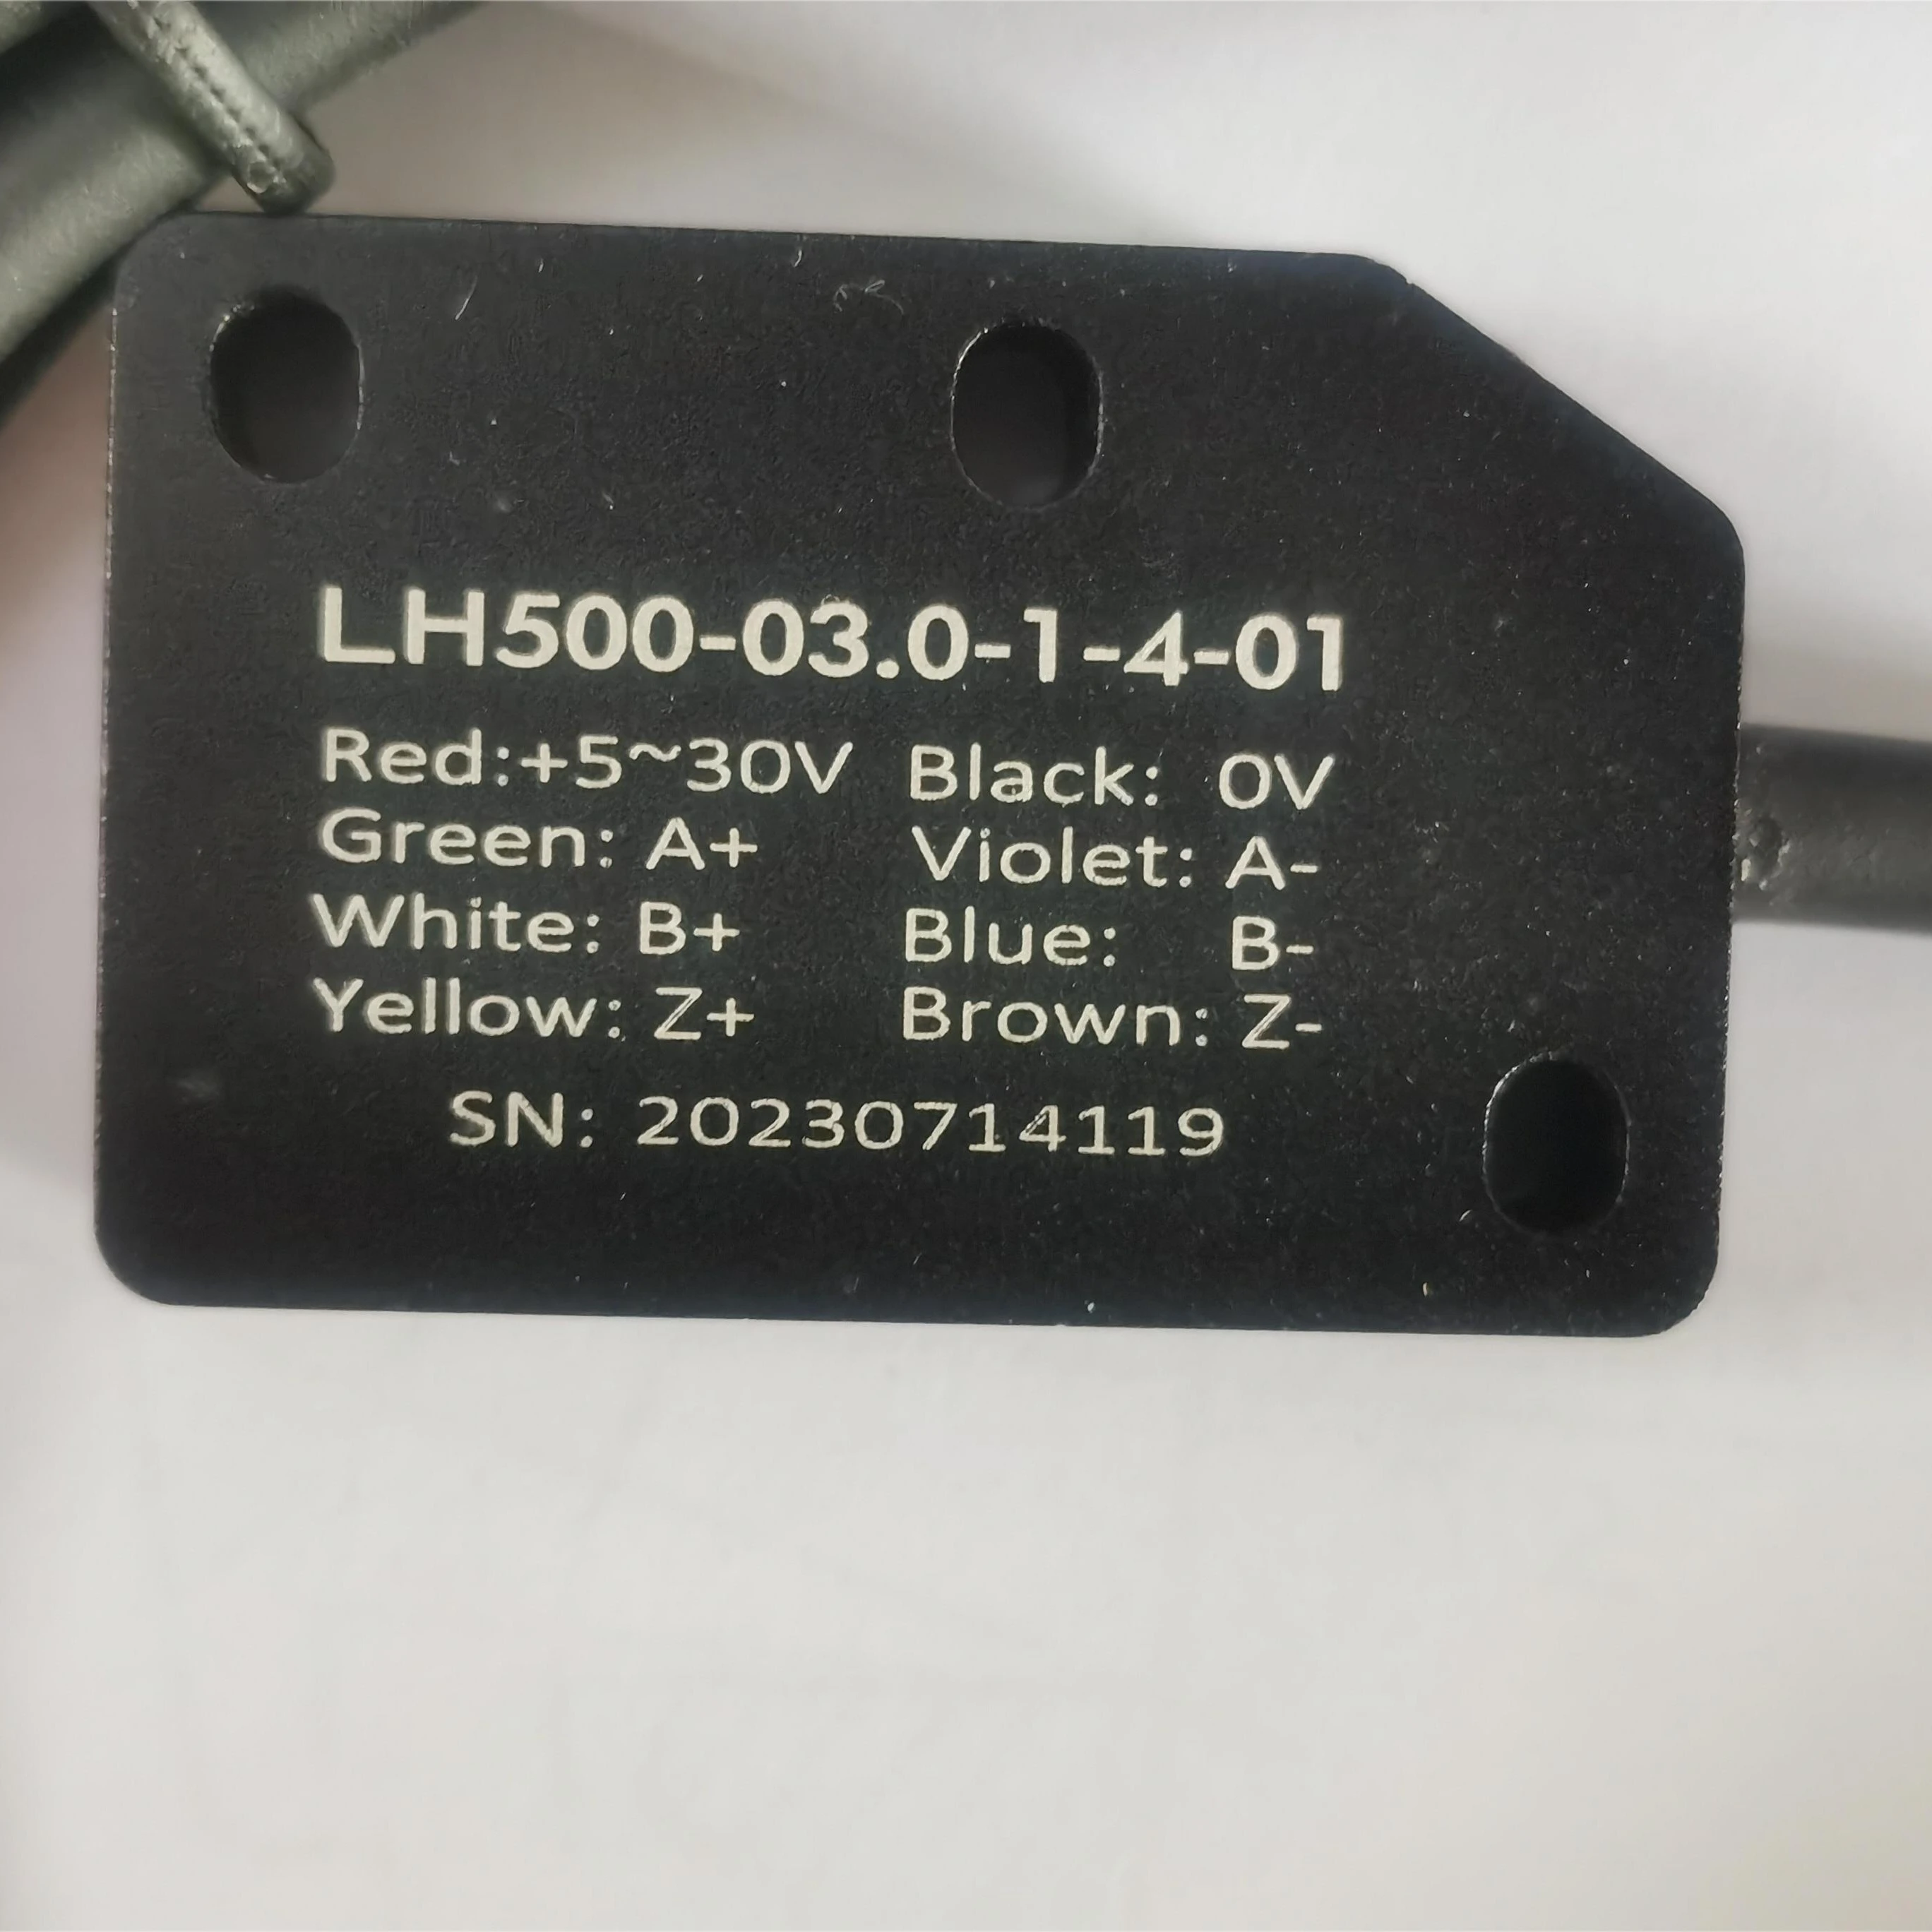 LH500-03.0-1-4-01
Red:+5~30V Black: 0V
Green: A+ Violet: A-
White: B+ Blue: B-
Yellow: Z+ Brown: Z-
SN: 20230714119